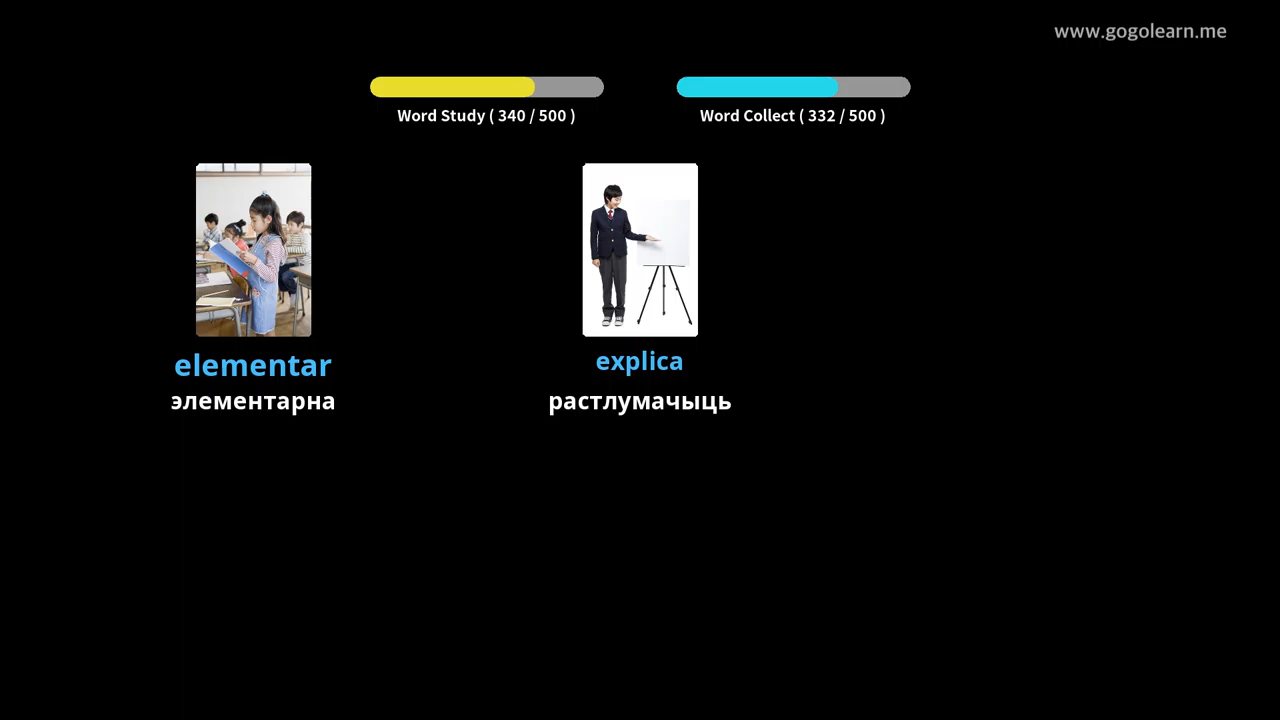 www.gogolearn.me
Word Study ( 340 / 500 )
Word Collect ( 332 / 500 )
elementar
элементарна
explica
растлумачыць